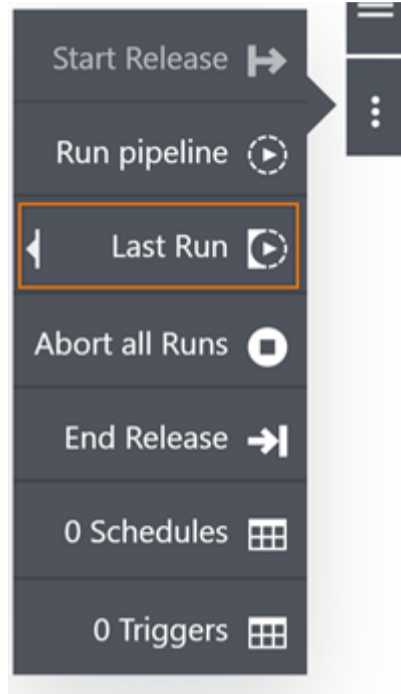 Start Release
Run pipeline
Last Run
Abort all Runs
End Release
0 Schedules
0 Triggers